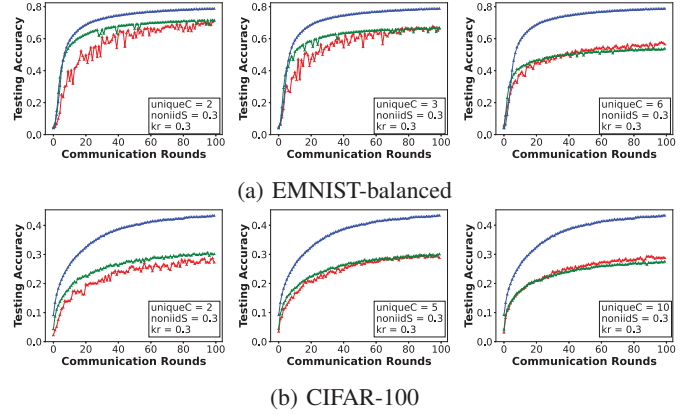 Testing Accuracy
0.8
0.6
0.4
0.2
0.0
uniqueC = 2
noniidS = 0.3
kr = 0.3
0 20 40 60 80 100
Communication Rounds
Testing Accuracy
0.8
0.6
0.4
0.2
0.0
uniqueC = 3
noniidS = 0.3
kr = 0.3
0 20 40 60 80 100
Communication Rounds
Testing Accuracy
0.8
0.6
0.4
0.2
0.0
uniqueC = 6
noniidS = 0.3
kr = 0.3
0 20 40 60 80 100
Communication Rounds
(a) EMNIST-balanced
Testing Accuracy
0.4
0.3
0.2
0.1
0.0
uniqueC = 2
noniidS = 0.3
kr = 0.3
0 20 40 60 80 100
Communication Rounds
Testing Accuracy
0.4
0.3
0.2
0.1
0.0
uniqueC = 5
noniidS = 0.3
kr = 0.3
0 20 40 60 80 100
Communication Rounds
Testing Accuracy
0.4
0.3
0.2
0.1
0.0
uniqueC = 10
noniidS = 0.3
kr = 0.3
0 20 40 60 80 100
Communication Rounds
(b) CIFAR-100